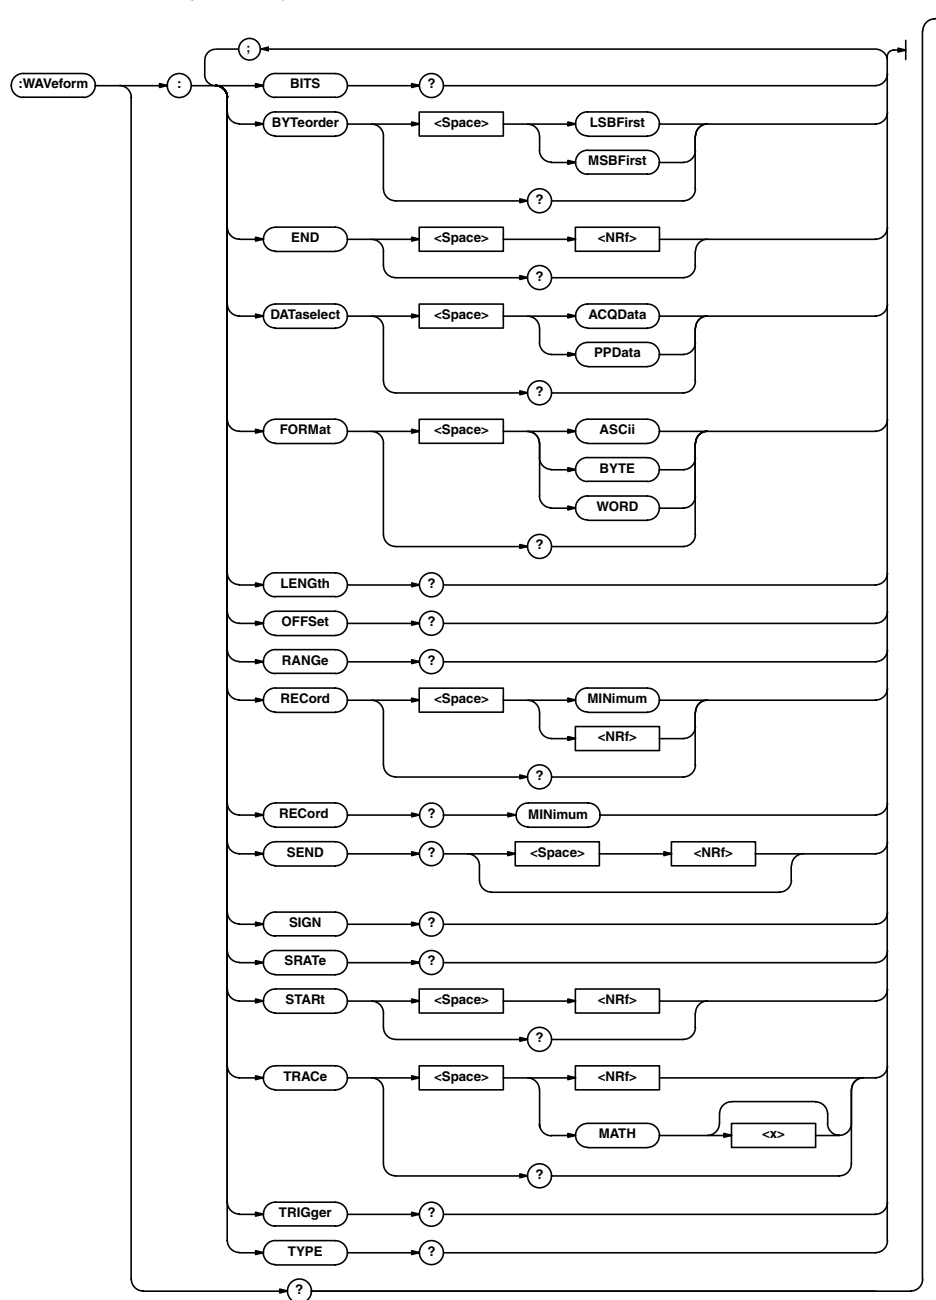 ;
:WAVeform : BITS ?
BYTeorder <Space> LSBFirst
MSBFirst
?
END <Space> <NRf>
?
DATaselect <Space> ACQData
PPData
?
FORMat <Space> ASCii
BYTE
WORD
?
LENGth ?
OFFSet ?
RANGe ?
RECord <Space> MINimum
<NRf>
?
RECord ? MINimum
SEND ? <Space> <NRf>
SIGN ?
SRATe ?
STARt <Space> <NRf>
?
TRACe <Space> <NRf>
MATH <x>
?
TRIGger ?
TYPE ?
?